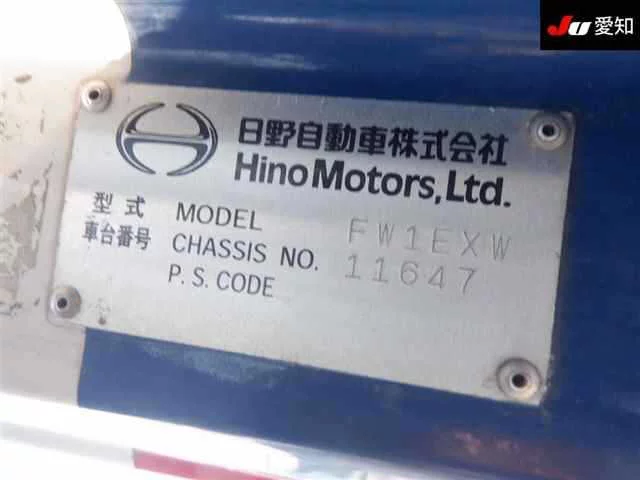 JU 愛知
日野自動車株式会社
Hino Motors, Ltd.
型式 MODEL FW1EXW
車台番号 CHASSIS NO. 11647
P.S.CODE